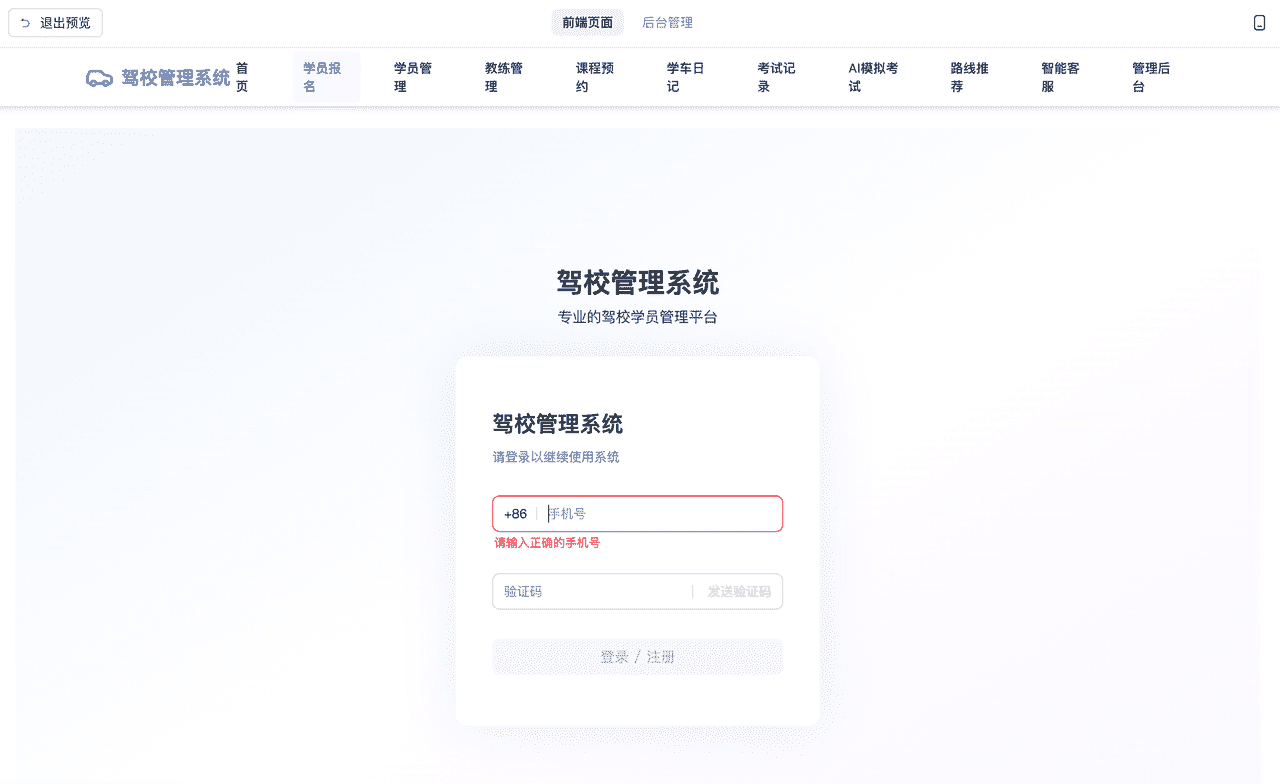 退出预览
前端页面
后台管理
驾校管理系统
首
页
学员报
名
学员管
理
教练管
理
课程预
约
学车日
记
考试记
录
AI模拟考
试
路线推
荐
智能客
服
管理后
台
驾校管理系统
专业的驾校学员管理平台
驾校管理系统
请登录以继续使用系统
+86
手机号
请输入正确的手机号
验证码
发送验证码
登录 / 注册